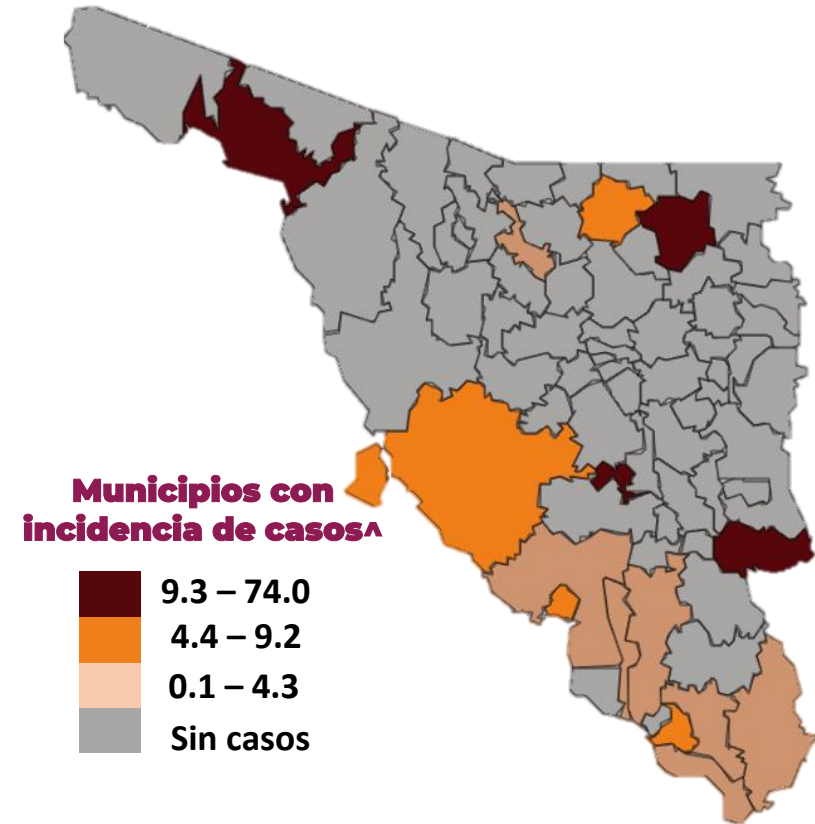 Municipios con
incidencia de casos^
9.3 – 74.0
4.4 – 9.2
0.1 – 4.3
Sin casos